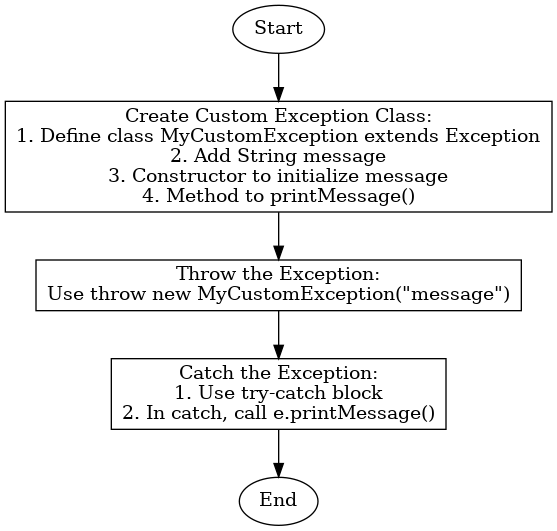 Start
Create Custom Exception Class:
1. Define class MyCustomException extends Exception
2. Add String message
3. Constructor to initialize message
4. Method to printMessage()
Throw the Exception:
Use throw new MyCustomException("message")
Catch the Exception:
1. Use try-catch block
2. In catch, call e.printMessage()
End